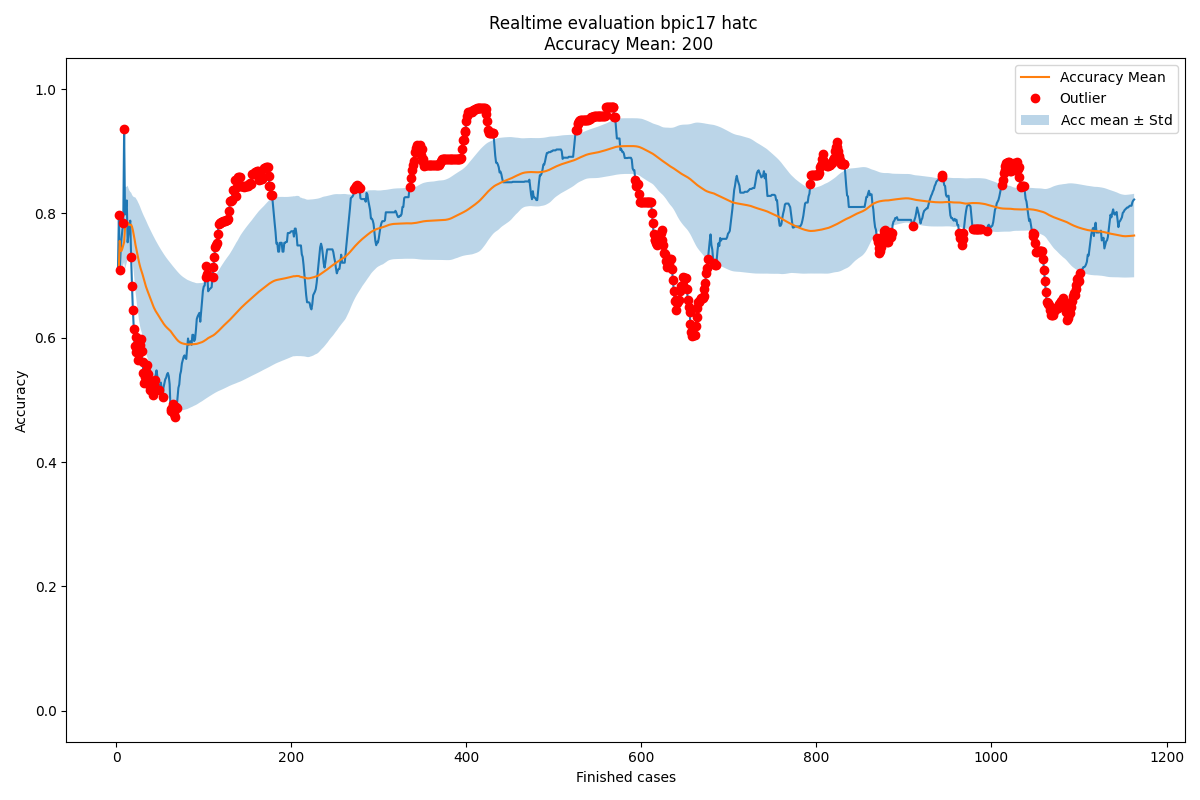 Realtime evaluation bpic17 hatc
Accuracy Mean: 200
Accuracy Mean
Outlier
Acc mean ± Std
1.0
0.8
0.6
0.4
0.2
0.0
Accuracy
0 200 400 600 800 1000 1200
Finished cases